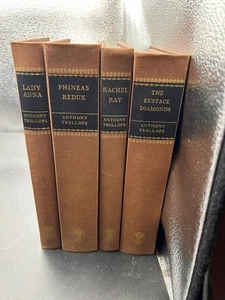 LADY
ANNA
ANTHONY
TROLLOPE
PHINEAS
REDUX
ANTHONY
TROLLOPE
RACHEL
RAY
ANTHONY
TROLLOPE
THE
EUSTACE
DIAMONDS
ANTHONY
TROLLOPE